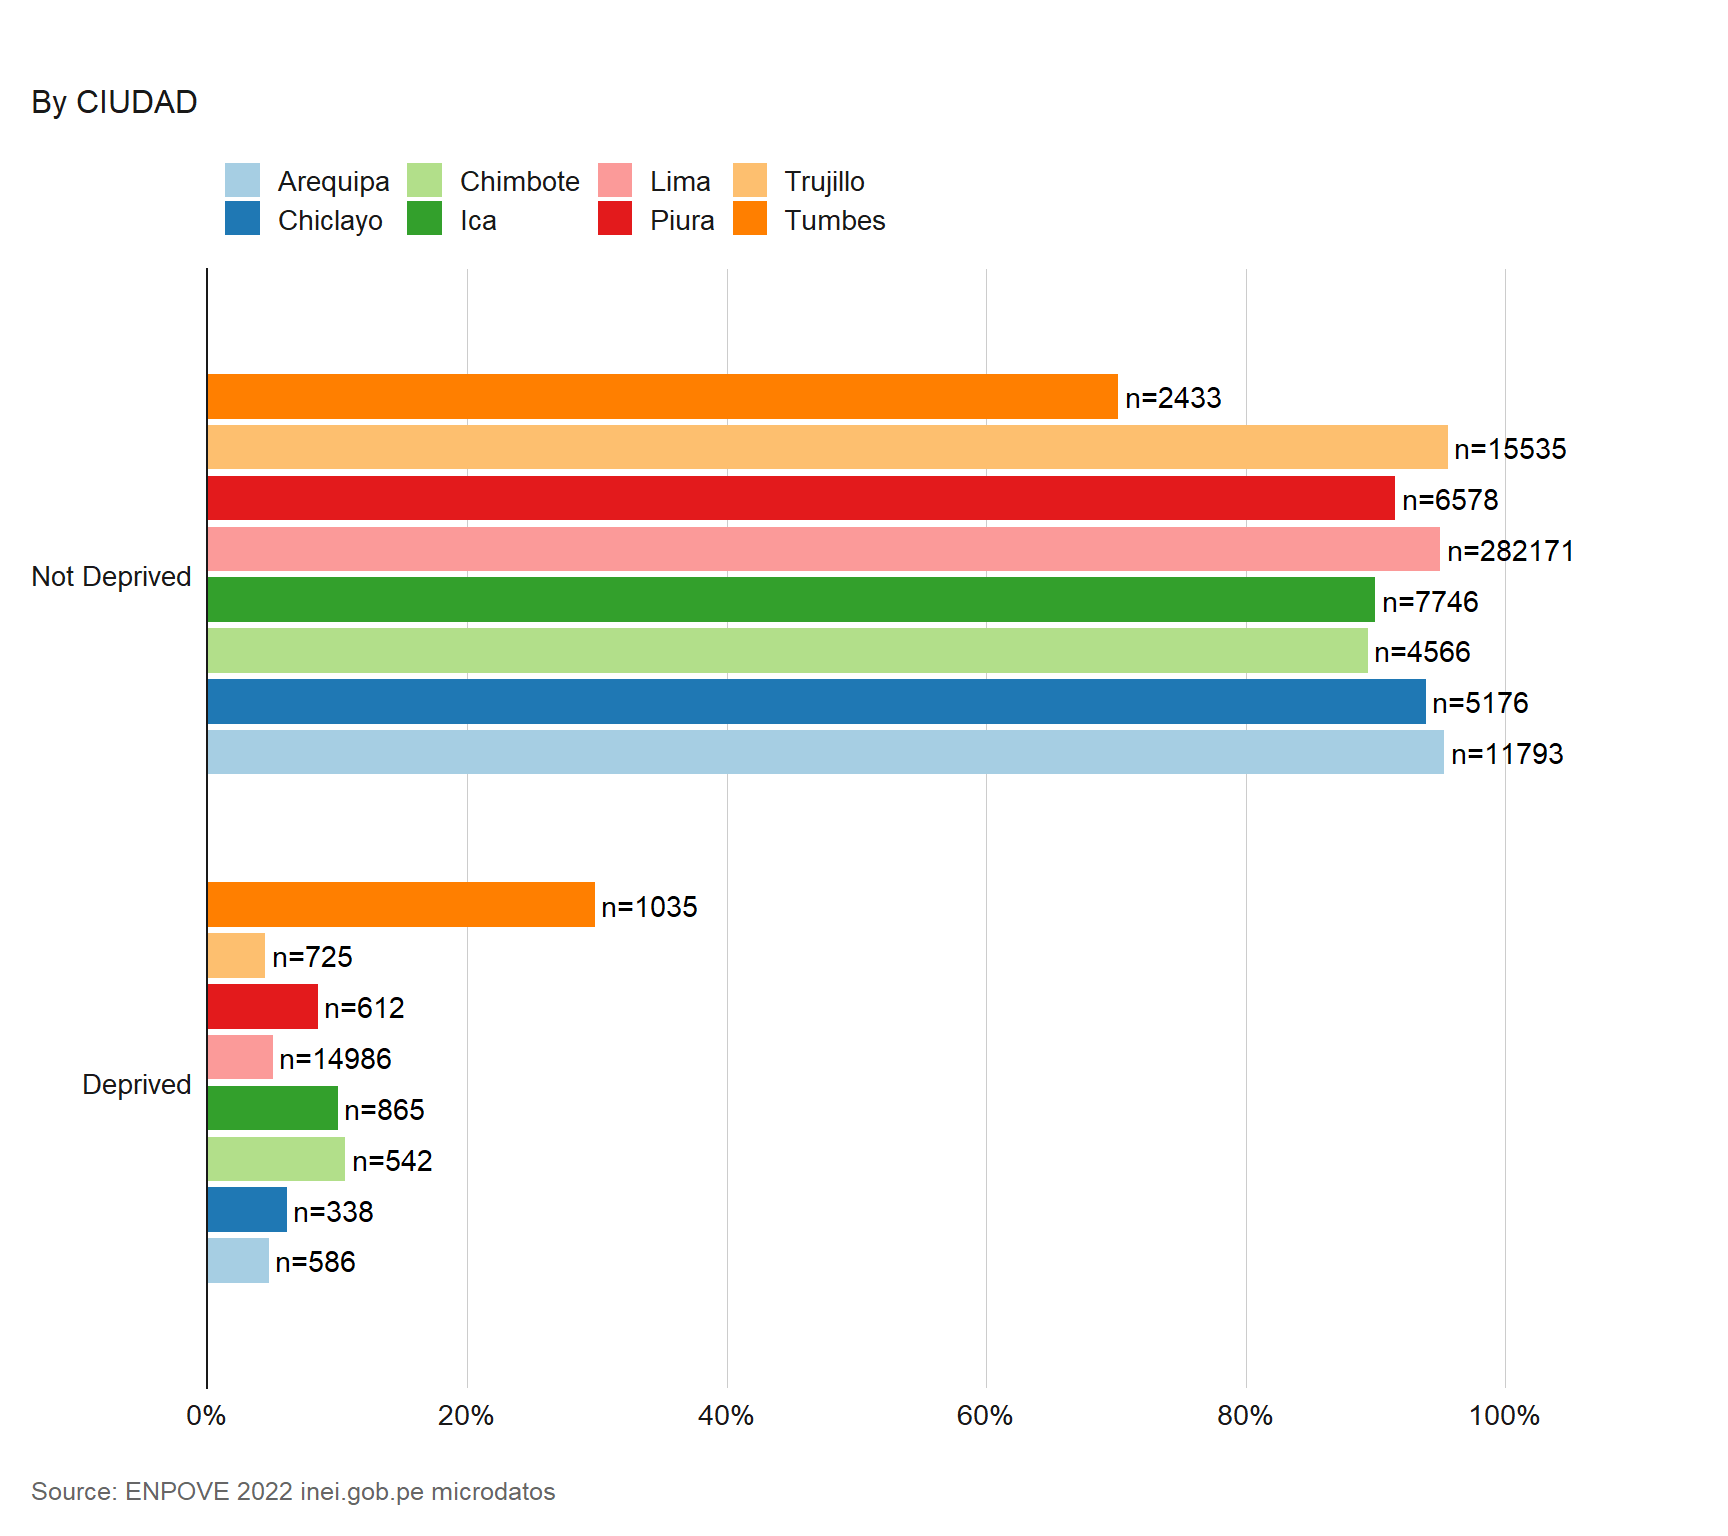 By CIUDAD
Arequipa Chimbote Lima Trujillo
Chiclayo Ica Piura Tumbes
n=2433
n=15535
n=6578
n=282171
Not Deprived
n=7746
n=4566
n=5176
n=11793
n=1035
n=725
n=612
n=14986
Deprived
n=865
n=542
n=338
n=586
0% 20% 40% 60% 80% 100%
Source: ENPOVE 2022 inei.gob.pe microdatos